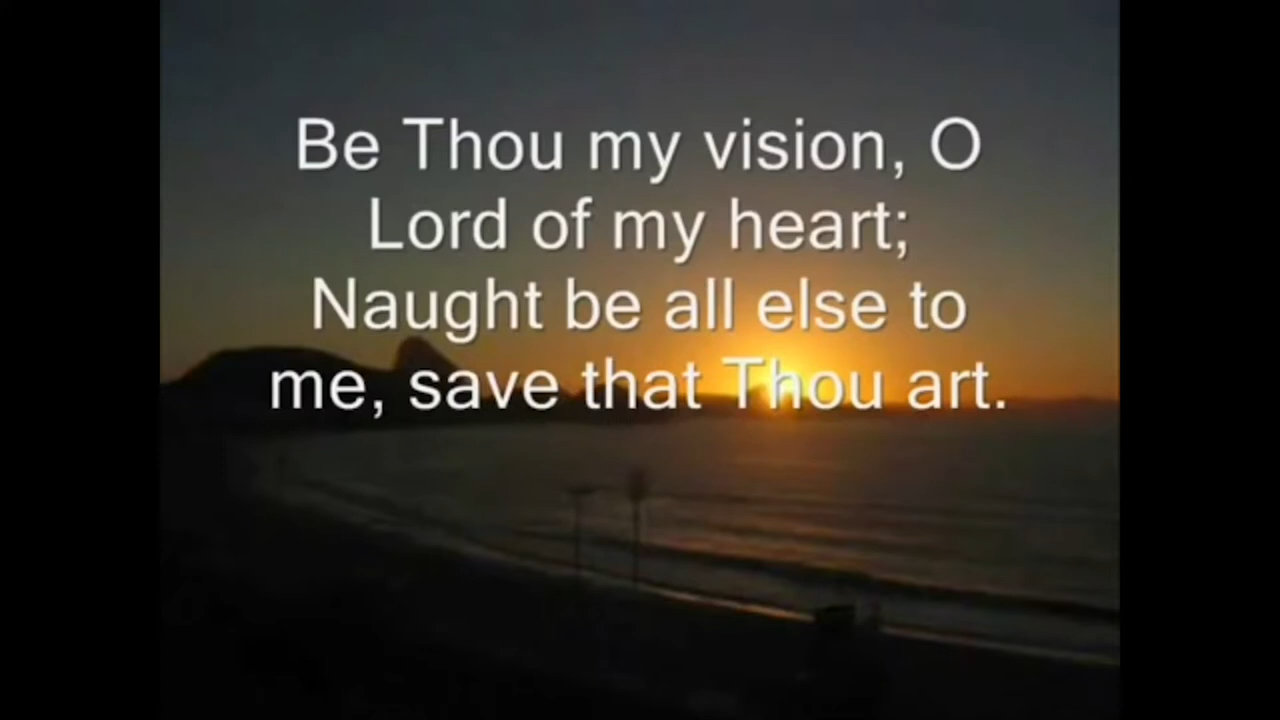 Be Thou my vision, O
Lord of my heart;
Naught be all else to
me, save that Thou art.